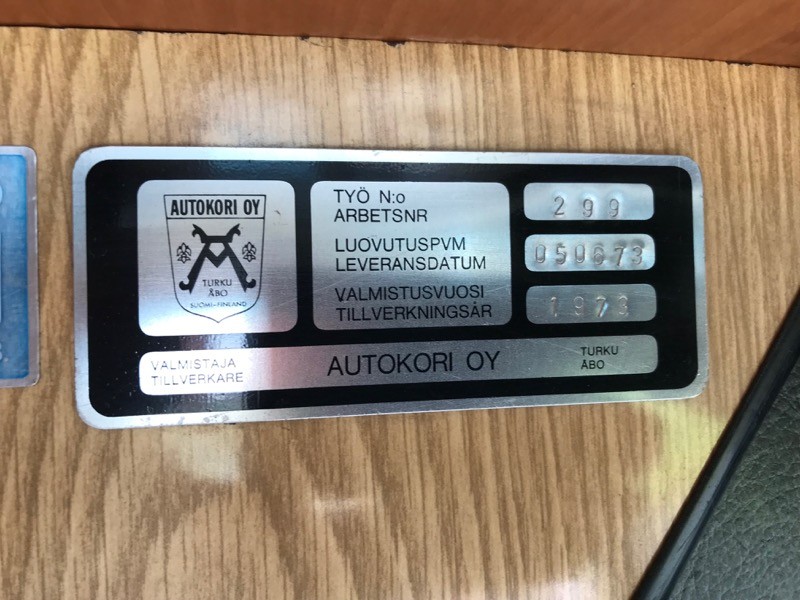 AUTOKORI OY
TURKU
ÅBO
SUOMI-FINLAND
TYÖ N:o
ARBETSNR
299
LUOVUTUSPVM
LEVERANSDATUM
050673
VALMISTUSVUOSI
TILLVERKNINGSÅR
1973
VALMISTAJA
TILLVERKARE
AUTOKORI OY
TURKU
ÅBO